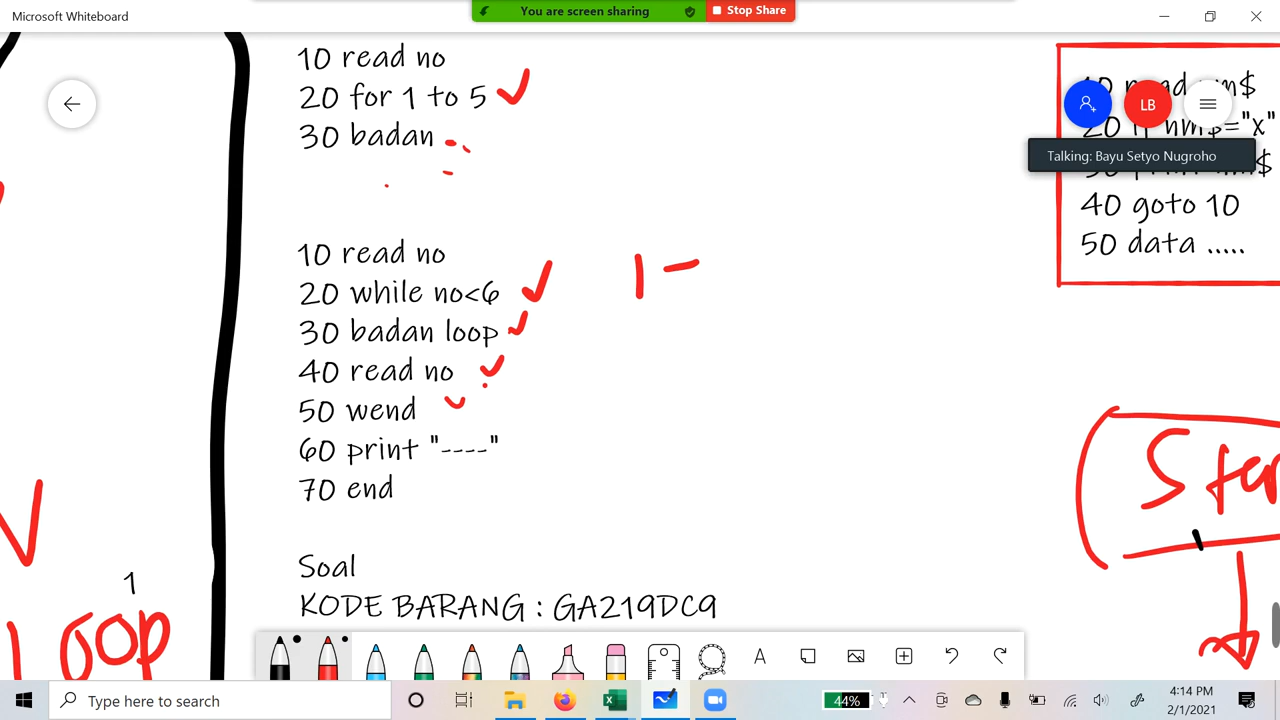 Microsoft Whiteboard
You are screen sharing
Stop Share
10 read no
20 for 1 to 5
30 badan
10 read no
20 while no<6
30 badan loop
40 read no
50 wend
60 print "----"
70 end
Soal
KODE BARANG : GA219DC9
1 -
LB
"x"
Talking: Bayu Setyo Nugroho
40 goto 10
50 data .....
1
loop
A
Type here to search
44%
4:14 PM
2/1/2021